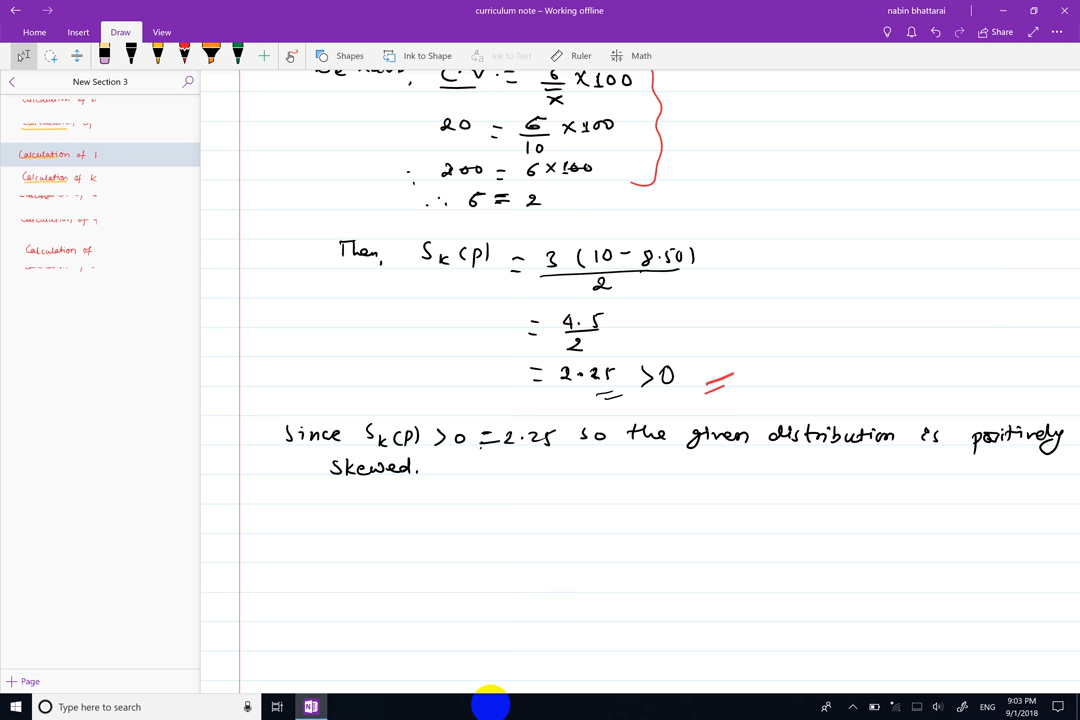 curriculum note – Working offline
nabin bhattarai
Home Insert Draw View
Share
Shapes Ink to Shape Ink to Text Ruler Math
New Section 3
Calculation of
Calculation of
Calculation of k
Calculation of
C.V. = σ/x̄ × 100
20 = σ/10 × 100
∴ 200 = σ × 100
∴ σ = 2
Then, Sk(p) = 3 (10 - 8.50)/2
= 4.5/2
= 2.25 > 0
Since Sk(p) > 0 = 2.25 so the given distribution is positively
skewed.
+ Page
Type here to search
ENG
9:03 PM
9/1/2018